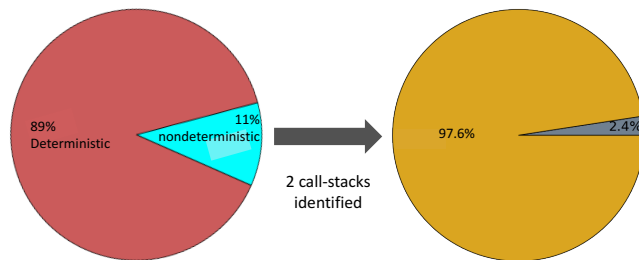 89%
Deterministic
11%
nondeterministic
2 call-stacks
identified
97.6%
2.4%